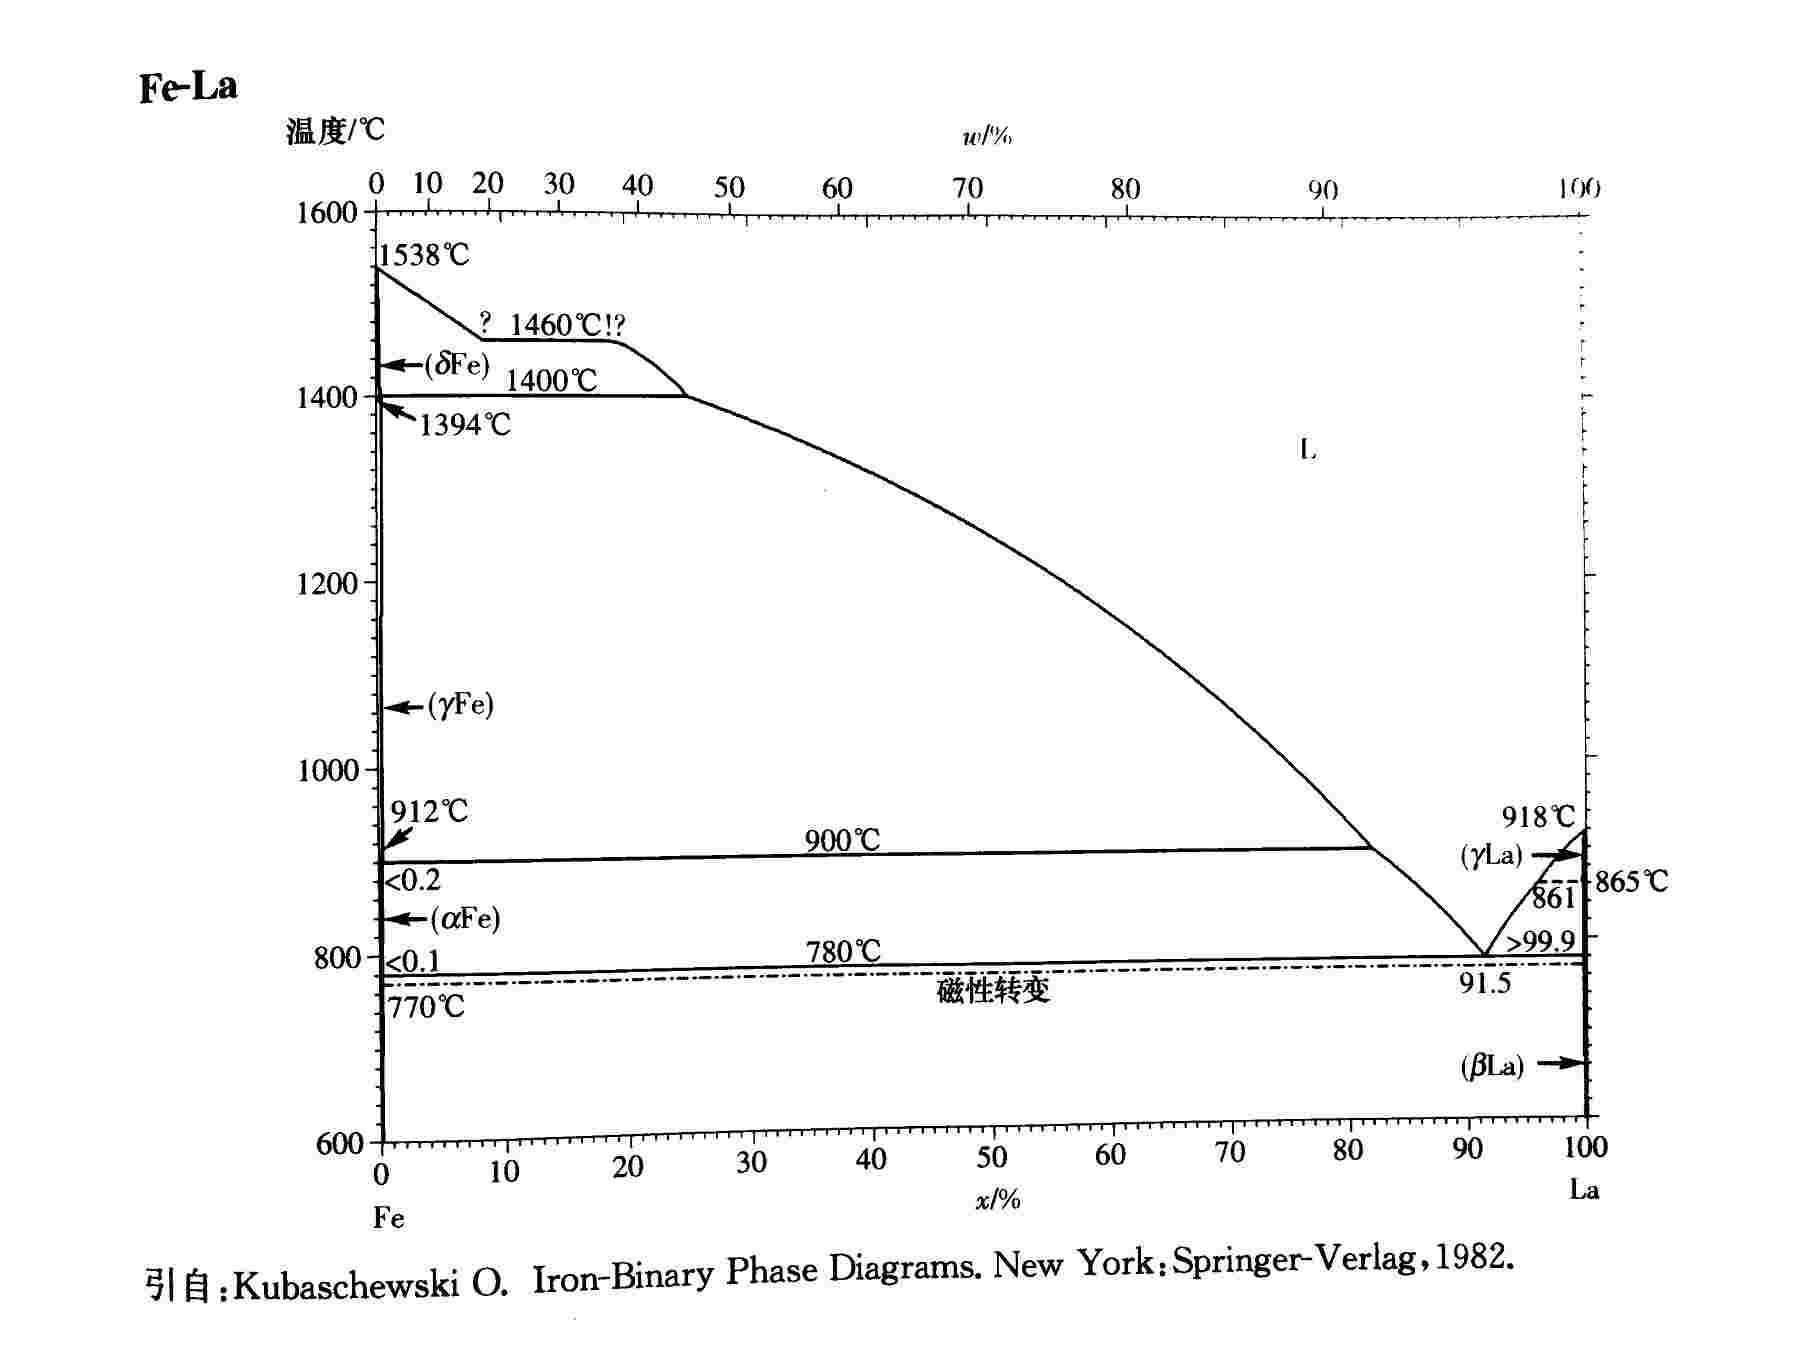 Fe-La
温度/℃
w/%
0 10 20 30 40 50 60 70 80 90 100
1600
1538℃
? 1460℃!?
(δFe)
1400℃
1400
1394℃
L
1200
(γFe)
1000
912℃
918℃
900℃
(γLa)
<0.2
865℃
861
(αFe)
>99.9
780℃
800
<0.1
磁性转变
91.5
770℃
(βLa)
600
0 10 20 30 40 50 60 70 80 90 100
x/%
Fe
La
引自:Kubaschewski O. Iron-Binary Phase Diagrams. New York:Springer-Verlag,1982.